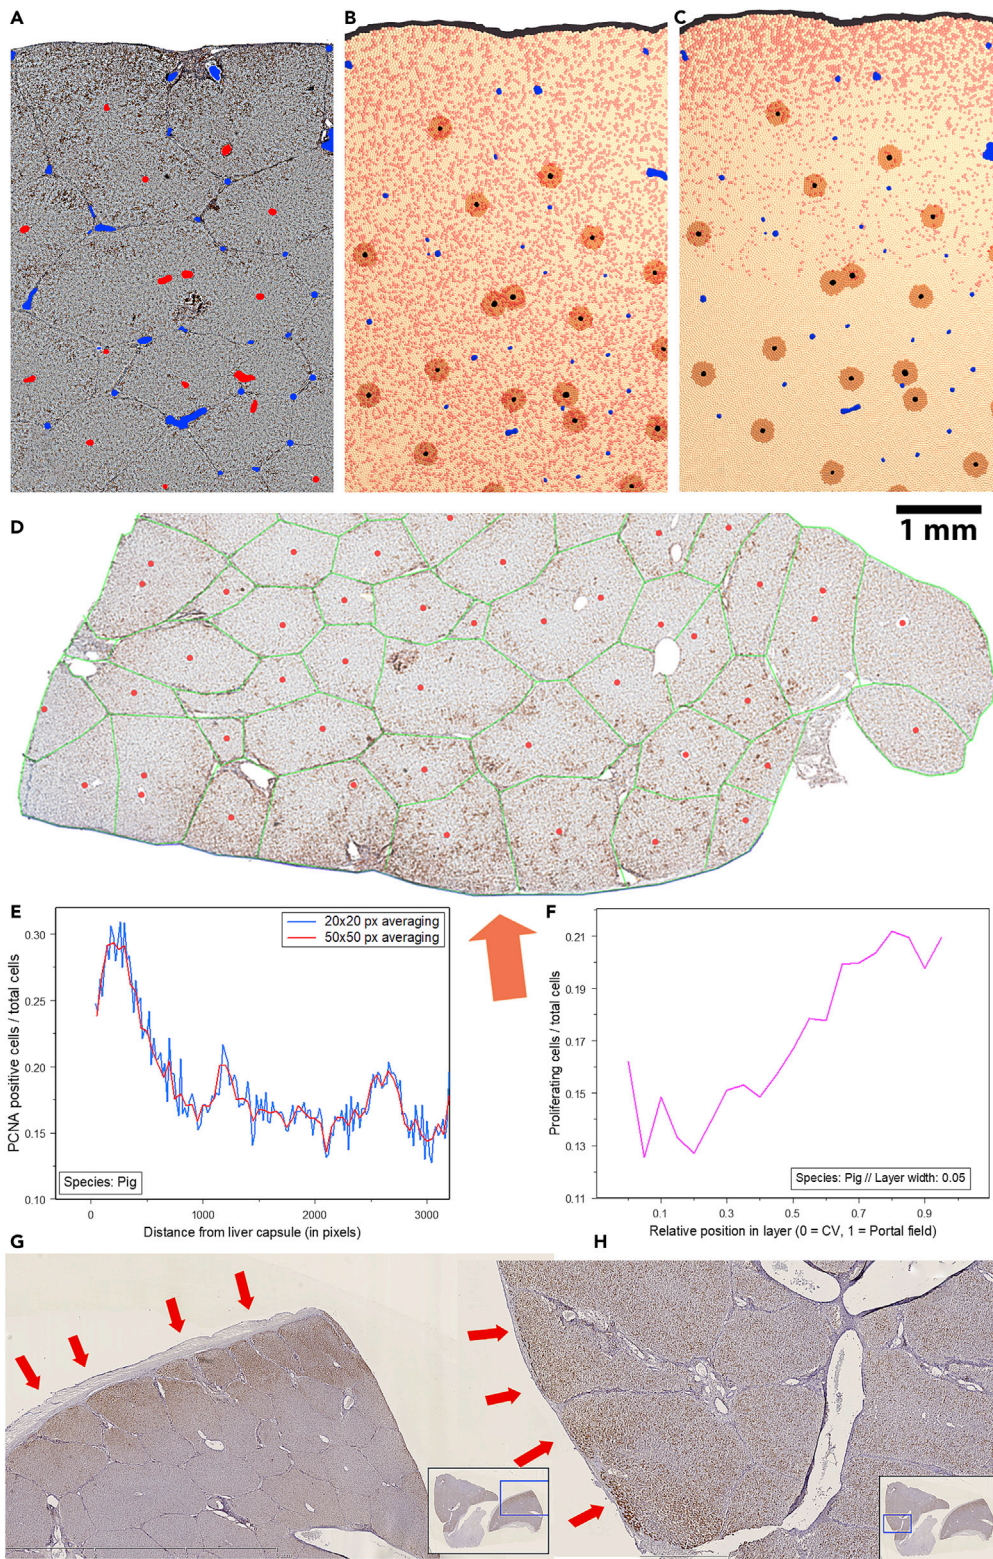 A
B
C
D
1 mm
E
PCNA positive cells / total cells
0.30
0.25
0.20
0.15
0.10
20x20 px averaging
50x50 px averaging
Species: Pig
0
1000
2000
3000
Distance from liver capsule (in pixels)
F
Proliferating cells / total cells
0.21
0.19
0.17
0.15
0.13
0.11
Species: Pig // Layer width: 0.05
0.1
0.3
0.5
0.7
0.9
Relative position in layer (0 = CV, 1 = Portal field)
G
H